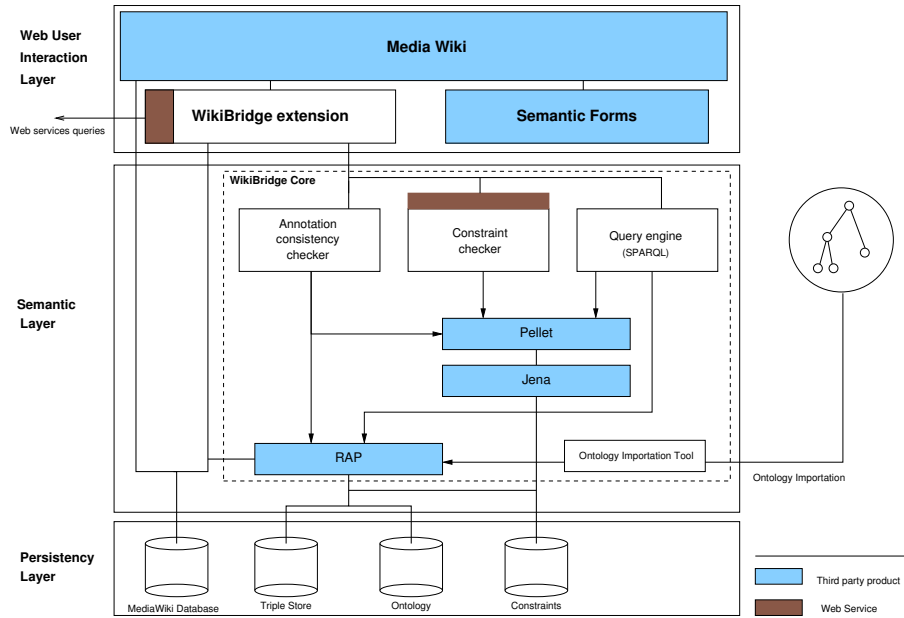 Web User
Interaction
Layer
Media Wiki
WikiBridge extension
Semantic Forms
Web services queries
WikiBridge Core
Annotation
consistency
checker
Constraint
checker
Query engine
(SPARQL)
Semantic
Layer
Pellet
Jena
RAP
Ontology Importation Tool
Ontology Importation
Persistency
Layer
MediaWiki Database
Triple Store
Ontology
Constraints
Third party product
Web Service